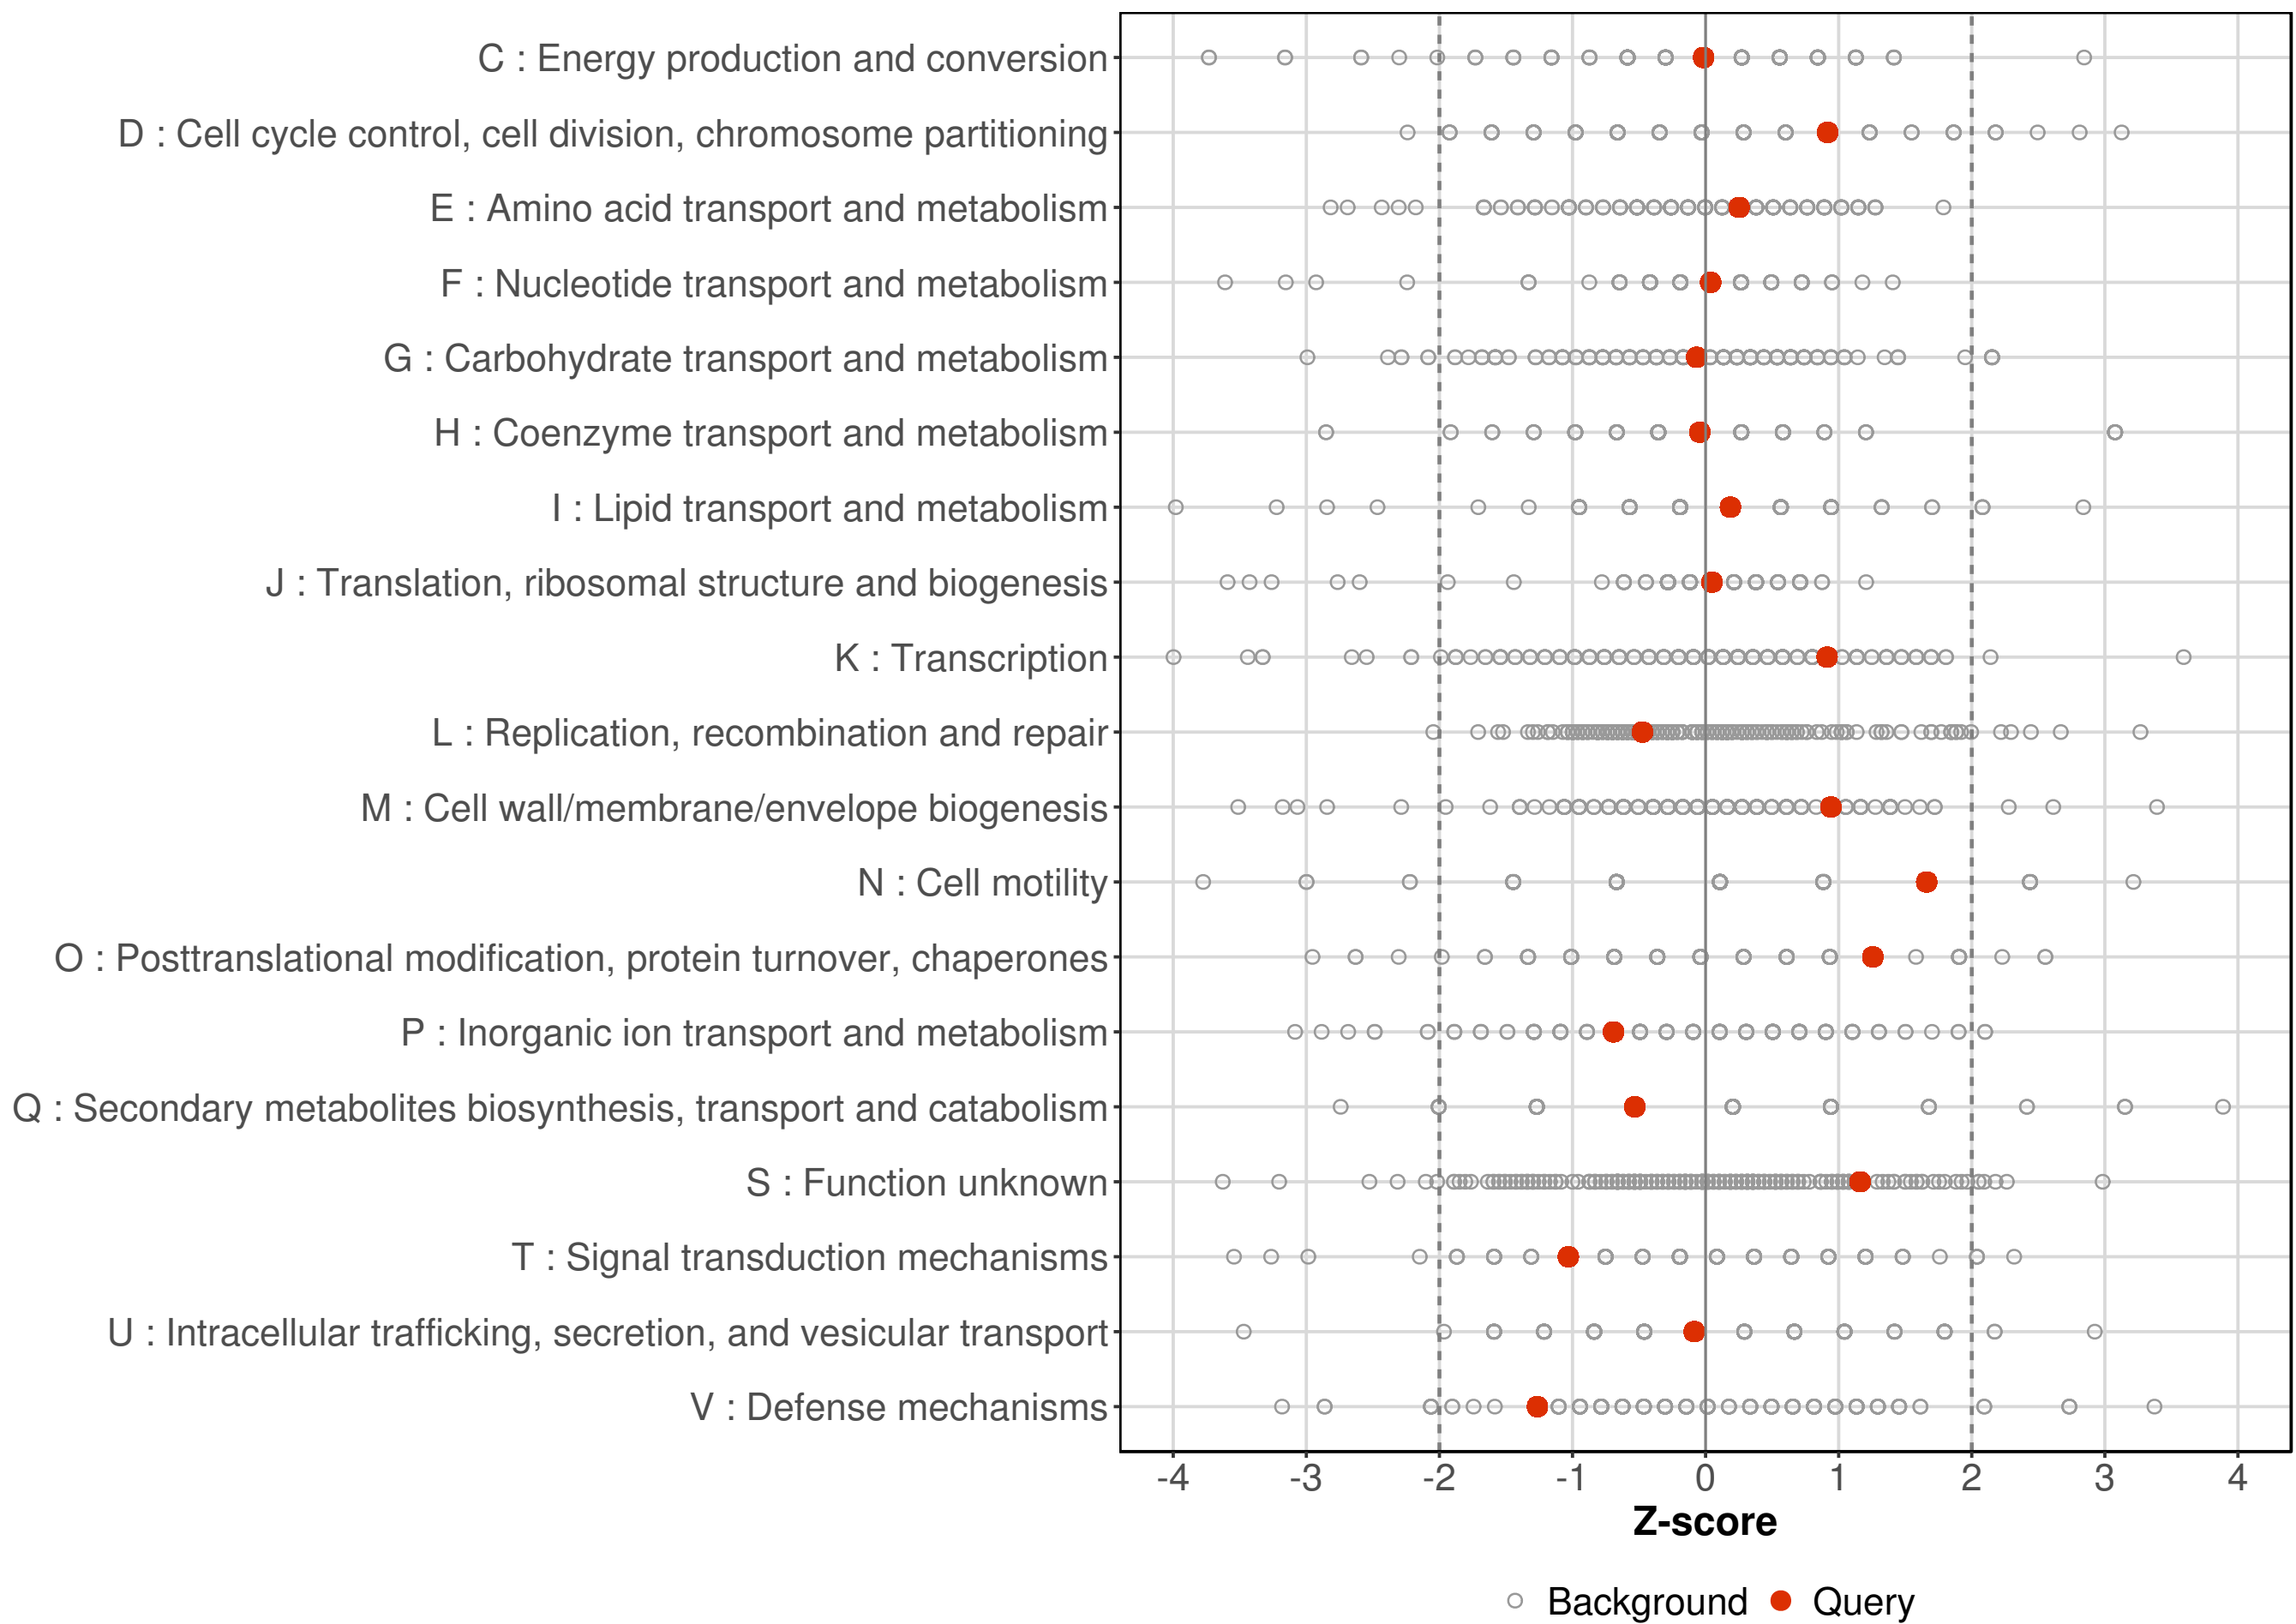 C : Energy production and conversion
D : Cell cycle control, cell division, chromosome partitioning
E : Amino acid transport and metabolism
F : Nucleotide transport and metabolism
G : Carbohydrate transport and metabolism
H : Coenzyme transport and metabolism
I : Lipid transport and metabolism
J : Translation, ribosomal structure and biogenesis
K : Transcription
L : Replication, recombination and repair
M : Cell wall/membrane/envelope biogenesis
N : Cell motility
O : Posttranslational modification, protein turnover, chaperones
P : Inorganic ion transport and metabolism
Q : Secondary metabolites biosynthesis, transport and catabolism
S : Function unknown
T : Signal transduction mechanisms
U : Intracellular trafficking, secretion, and vesicular transport
V : Defense mechanisms
-4 -3 -2 -1 0 1 2 3 4
Z-score
Background Query